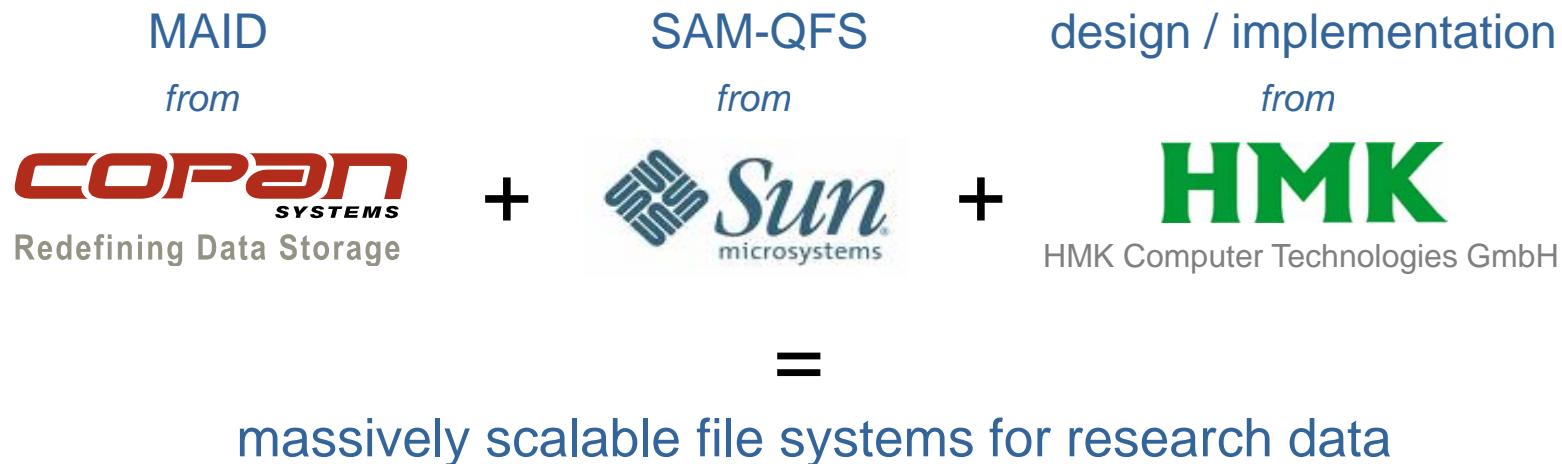 MAID
from
COPAN
SYSTEMS
Redefining Data Storage
+
SAM-QFS
from
Sun
microsystems
+
design / implementation
from
HMK
HMK Computer Technologies GmbH
=
massively scalable file systems for research data